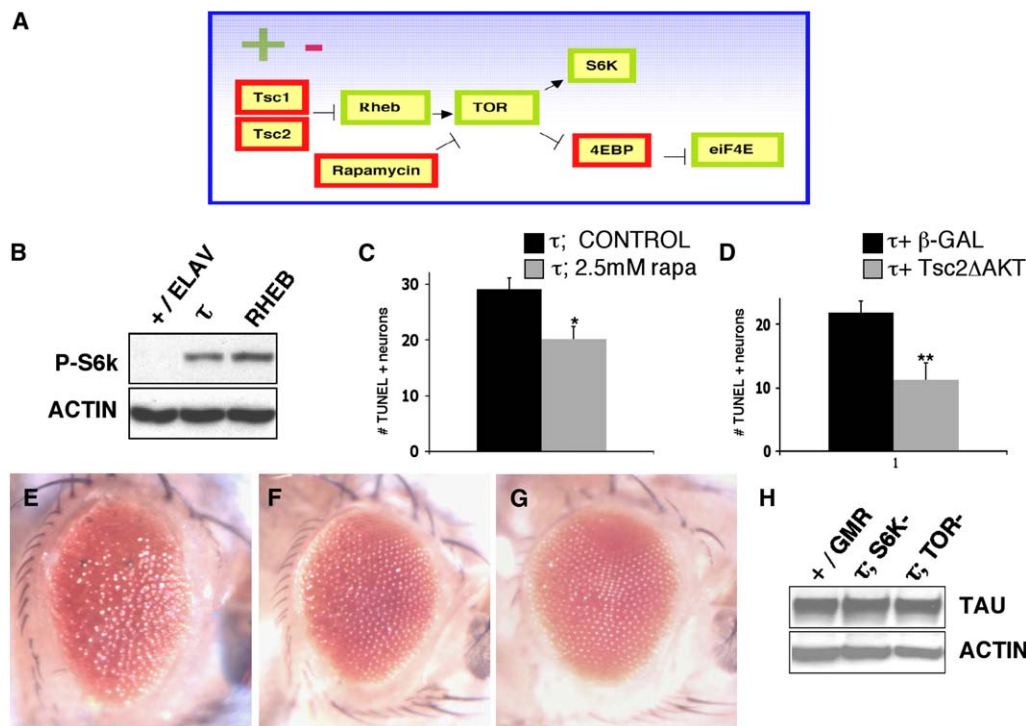 A
+ -
Tsc1
Tsc2
Rheb
TOR
S6K
Rapamycin
4EBP
eiF4E
B
+/ELAV
τ
RHEB
P-S6k
ACTIN
C
τ; CONTROL
τ; 2.5mM rapa
# TUNEL + neurons
30
20
10
0
*
D
τ+ β-GAL
τ+ Tsc2ΔAKT
# TUNEL + neurons
20
10
0
**
1
E
F
G
H
+/GMR
τ; S6K-
τ; TOR-
TAU
ACTIN